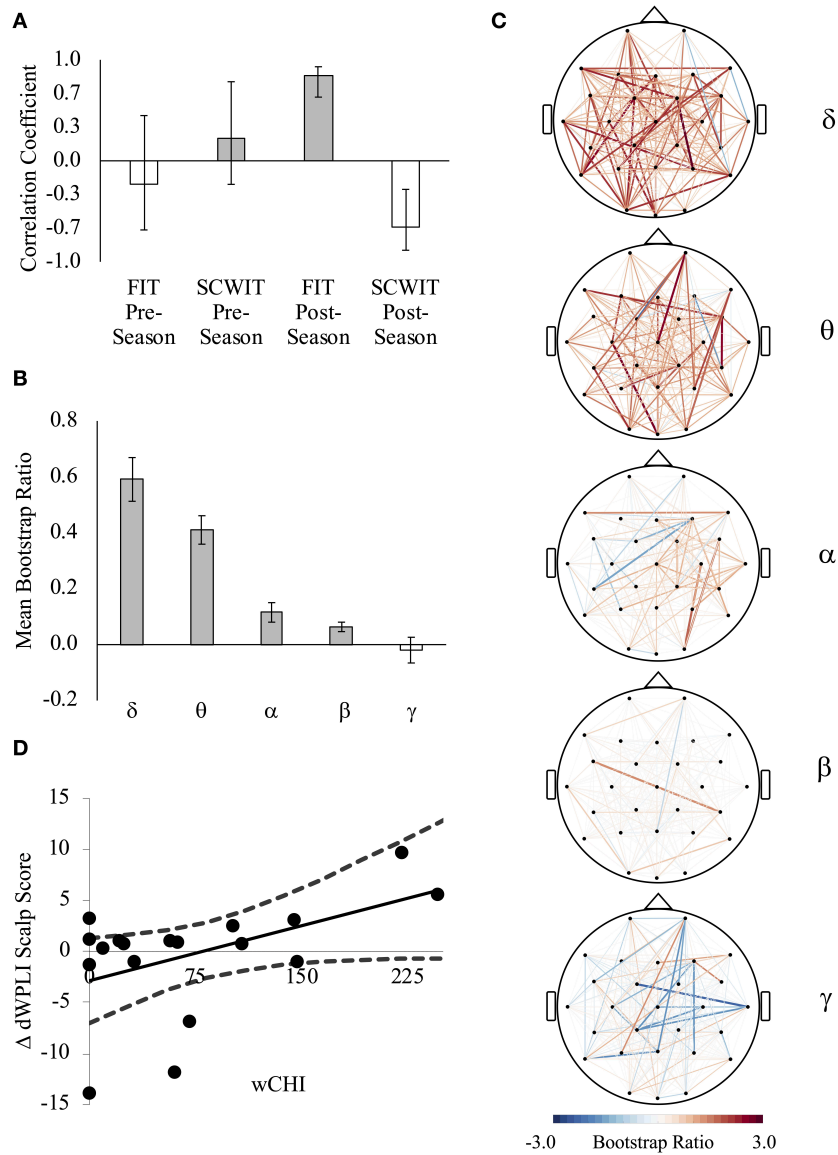 A
Correlation Coefficient
1.0
0.7
0.3
0.0
-0.3
-0.7
-1.0
FIT
Pre-
Season
SCWIT
Pre-
Season
FIT
Post-
Season
SCWIT
Post-
Season
B
Mean Bootstrap Ratio
0.8
0.6
0.4
0.2
0.0
-0.2
δ
θ
α
β
γ
C
δ
θ
α
β
γ
-3.0
Bootstrap Ratio
3.0
D
Δ dWPLI Scalp Score
15
10
5
0
-5
-10
-15
0
75
150
225
wCHI